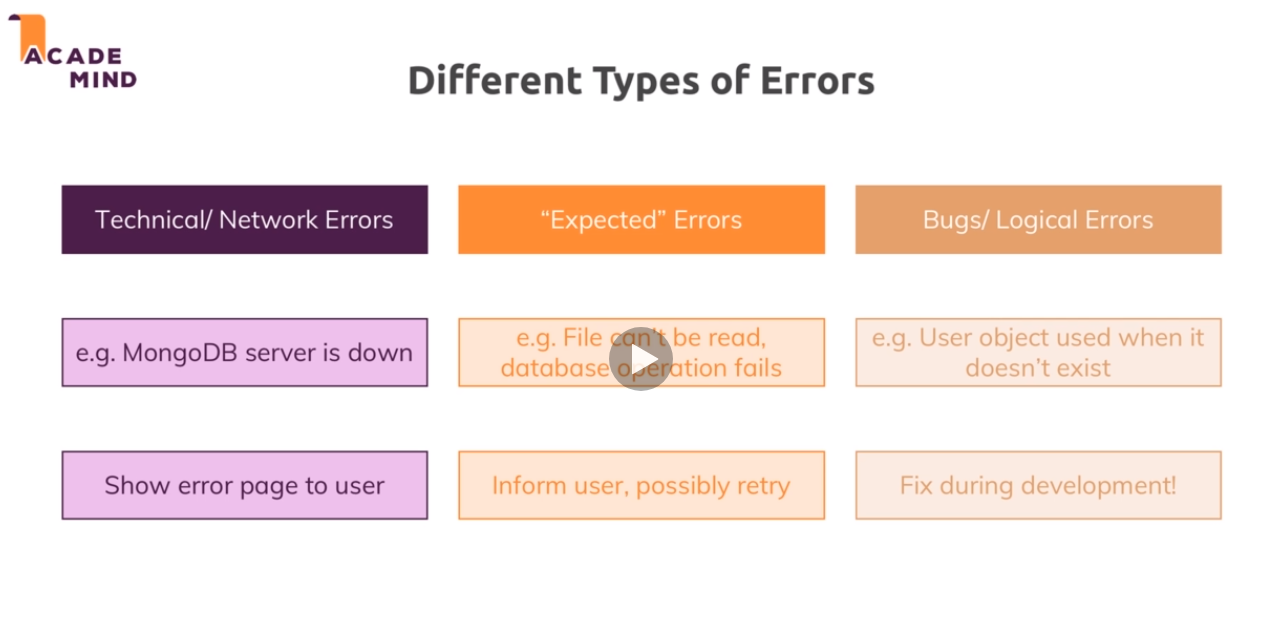 ACADE
MIND
Different Types of Errors
Technical/ Network Errors
“Expected” Errors
Bugs/ Logical Errors
e.g. MongoDB server is down
e.g. File can’t be read,
database operation fails
e.g. User object used when it
doesn’t exist
Show error page to user
Inform user, possibly retry
Fix during development!